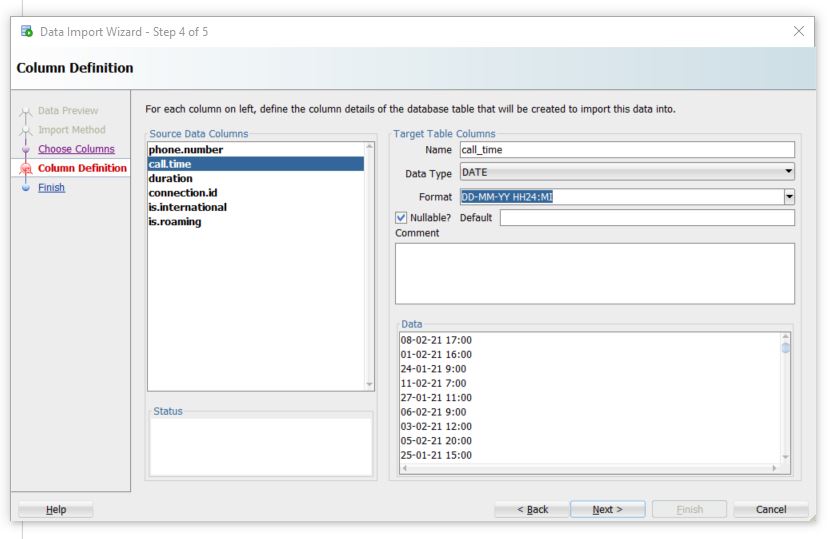 Data Import Wizard - Step 4 of 5
Column Definition
Data Preview
Import Method
Choose Columns
Column Definition
Finish
For each column on left, define the column details of the database table that will be created to import this data into.
Source Data Columns
phone.number
call.time
duration
connection.id
is.international
is.roaming
Status
Target Table Columns
Name call_time
Data Type DATE
Format DD-MM-YY HH24:MI
Nullable? Default
Comment
Data
08-02-21 17:00
01-02-21 16:00
24-01-21 9:00
11-02-21 7:00
27-01-21 11:00
06-02-21 9:00
03-02-21 12:00
05-02-21 20:00
25-01-21 15:00
Help
< Back
Next >
Finish
Cancel